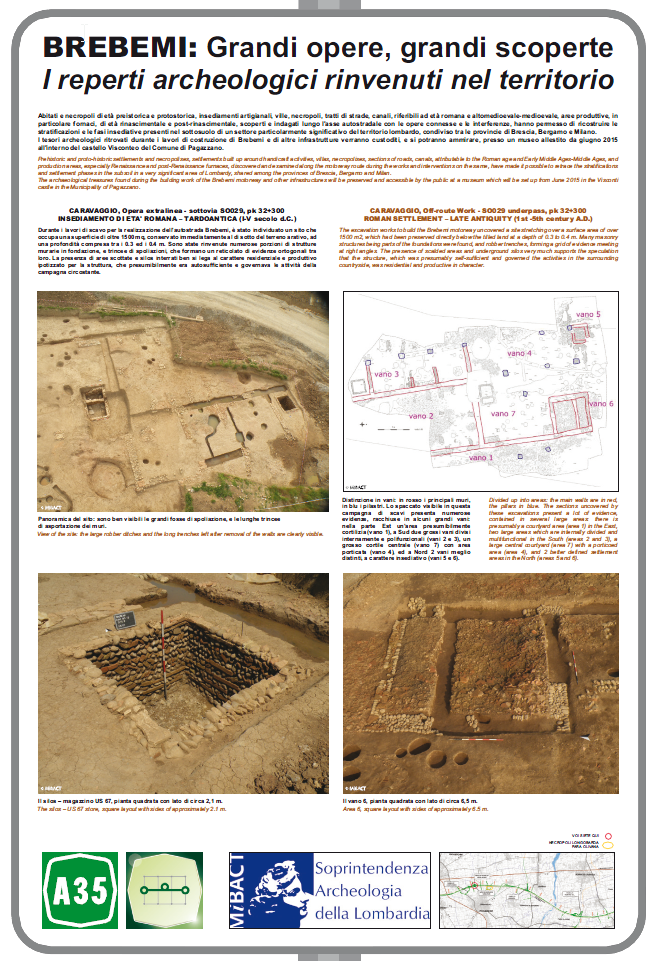 BREBEMI: Grandi opere, grandi scoperte
I reperti archeologici rinvenuti nel territorio
Abitati e necropoli di età preistorica e protostorica, insediamenti artigianali, ville, necropoli, tratti di strade, canali, riferibili ad età romana e altomedioevale-medioevale, aree produttive, in
particolare fornaci, di età rinascimentale e post-rinascimentale, scoperti e indagati lungo l'asse autostradale con le opere connesse e le interferenze, hanno permesso di ricostruire le
stratificazioni e le fasi insediative presenti nel sottosuolo di un settore particolarmente significativo del territorio lombardo, condiviso tra le province di Brescia, Bergamo e Milano.
I tesori archeologici ritrovati durante i lavori di costruzione di Brebemi e di altre infrastrutture verranno custoditi, e si potranno ammirare, presso un museo allestito da giugno 2015
all'interno del castello Visconteo del Comune di Pagazzano.
Prehistoric and proto-historic settlements and necropolises, settlements built up around handicraft activities, villas, necropolises, sections of roads, canals, attributable to the Roman age and Early Middle Ages-Middle Ages, and
production areas, especially Renaissance and post-Renaissance furnaces, discovered and examined along the motorway route during the works and interventions on the same, have made it possible to retrace the stratifications
and settlement phases in the subsoil in a very significant area of Lombardy, shared among the provinces of Brescia, Bergamo and Milan.
The archaeological treasures found during the building work of the Brebemi motorway and other infrastructures will be preserved and accessible by the public at a museum which will be set up from June 2015 in the Visconti
castle in the Municipality of Pagazzano.
CARAVAGGIO, Opera extralinea - sottovia S0029, pk 32+300
INSEDIAMENTO DI ETA' ROMANA – TARDOANTICA (I-V secolo d.C.)
Durante i lavori di scavo per la realizzazione dell'autostrada Brebemi, è stato individuato un sito che
occupa una superficie di oltre 1500 mq, conservato immediatamente al di sotto del terreno arativo, ad
una profondità compresa tra i 0.3 ed i 0.4 m. Sono state rinvenute numerose porzioni di strutture
murarie in fondazione, e trincee di spoliazioni, che formano un reticolato di evidenze ortogonali tra
loro. La presenza di aree scottate e silos interrati ben si lega al carattere residenziale e produttivo
ipotizzato per la struttura, che presumibilmente era autosufficiente e governava le attività della
campagna circostante.
CARAVAGGIO, Off-route Work - S0029 underpass, pk 32+300
ROMAN SETTLEMENT – LATE ANTIQUITY (1st -5th century A.D.)
The excavation works to build the Brebemi motorway uncovered a site stretching over a surface area of over
1500 m2, which had been preserved directly below the tilled land at a depth of 0.3 to 0.4 m. Many masonry
structures being parts of the foundations were found, and robber trenches, forming a grid of evidence meeting
at right angles. The presence of scalded areas and underground silos very much supports the speculation
that the structure, which was presumably self-sufficient and governed the activities in the surrounding
countryside, was residential and productive in character.
© MiBACT
Panoramica del sito: sono ben visibili le grandi fosse di spoliazione, e le lunghe trincee
di asportazione dei muri.
View of the site: the large robber ditches and the long trenches left after removal of the walls are clearly visible.
vano 5
vano 4
vano 3
vano 6
vano 2
vano 7
vano 1
© MiBACT
Distinzione in vani: in rosso i principali muri,
in blu i pilastri. Lo spaccato visibile in questa
campagna di scavi presenta numerose
evidenze, racchiuse in alcuni grandi vani:
nella parte Est un'area presumibilmente
cortilizia (vano 1), a Sud due grossi vani divisi
internamente e polifunzionali (vani 2 e 3), un
grosso cortile centrale (vano 7) con area
porticata (vano 4), ed a Nord 2 vani meglio
distinti, a carattere insediativo (vani 5 e 6).
Divided up into areas: the main walls are in red,
the pillars in blue. The sections uncovered by
these excavations present a lot of evidence,
contained in several large areas: there is
presumably a courtyard area (area 1) in the East,
two large areas which are internally divided and
multifunctional in the South (areas 2 and 3), a
large central courtyard (area 7) with a porticoed
area (area 4), and 2 better defined settlement
areas in the North (areas 5 and 6).
© MiBACT
Il silos – magazzino US 67, pianta quadrata con lato di circa 2,1 m.
The silos – US 67 store, square layout with sides of approximately 2.1 m.
© MiBACT
Il vano 6, pianta quadrata con lato di circa 6,5 m.
Area 6, square layout with sides of approximately 6.5 m.
VOI SIETE QUI
NECROPOLI LONGOBARDA
A35
MiBACT
Soprintendenza
Archeologia
della Lombardia